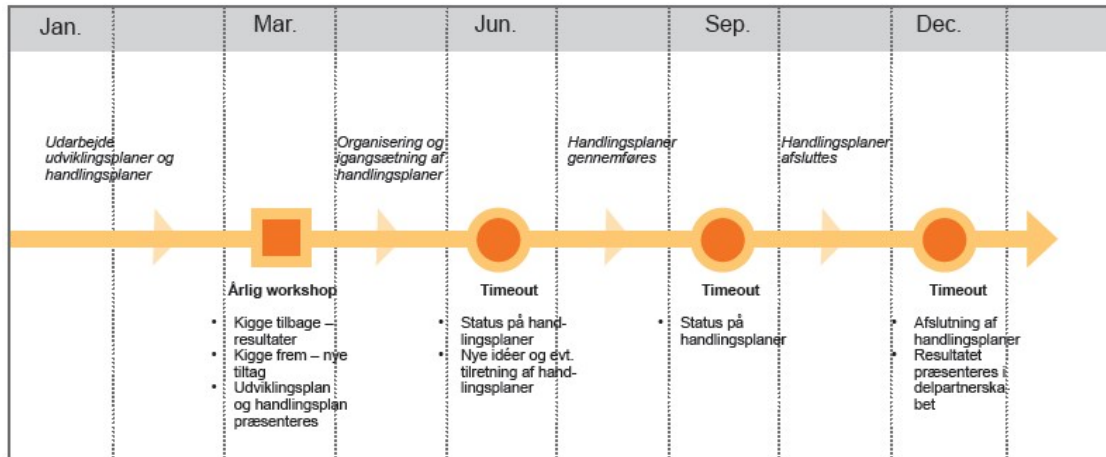 Jan.
Mar.
Jun.
Sep.
Dec.
Udarbejde
udviklingsplaner og
handlingsplaner
Organisering og
igangsætning af
handlingsplaner
Handlingsplaner
gennemføres
Handlingsplaner
afsluttes
Årlig workshop
• Kigge tilbage –
resultater
• Kigge frem – nye
tiltag
• Udviklingsplan
og handlingsplan
præsenteres
Timeout
• Status på hand-
lingsplaner
• Nye idéer og evt.
tilretning af hand-
lingsplaner
Timeout
• Status på
handlingsplaner
Timeout
• Afslutning af
handlingsplaner
• Resultatet
præsenteres i
delpartnerska-
bet